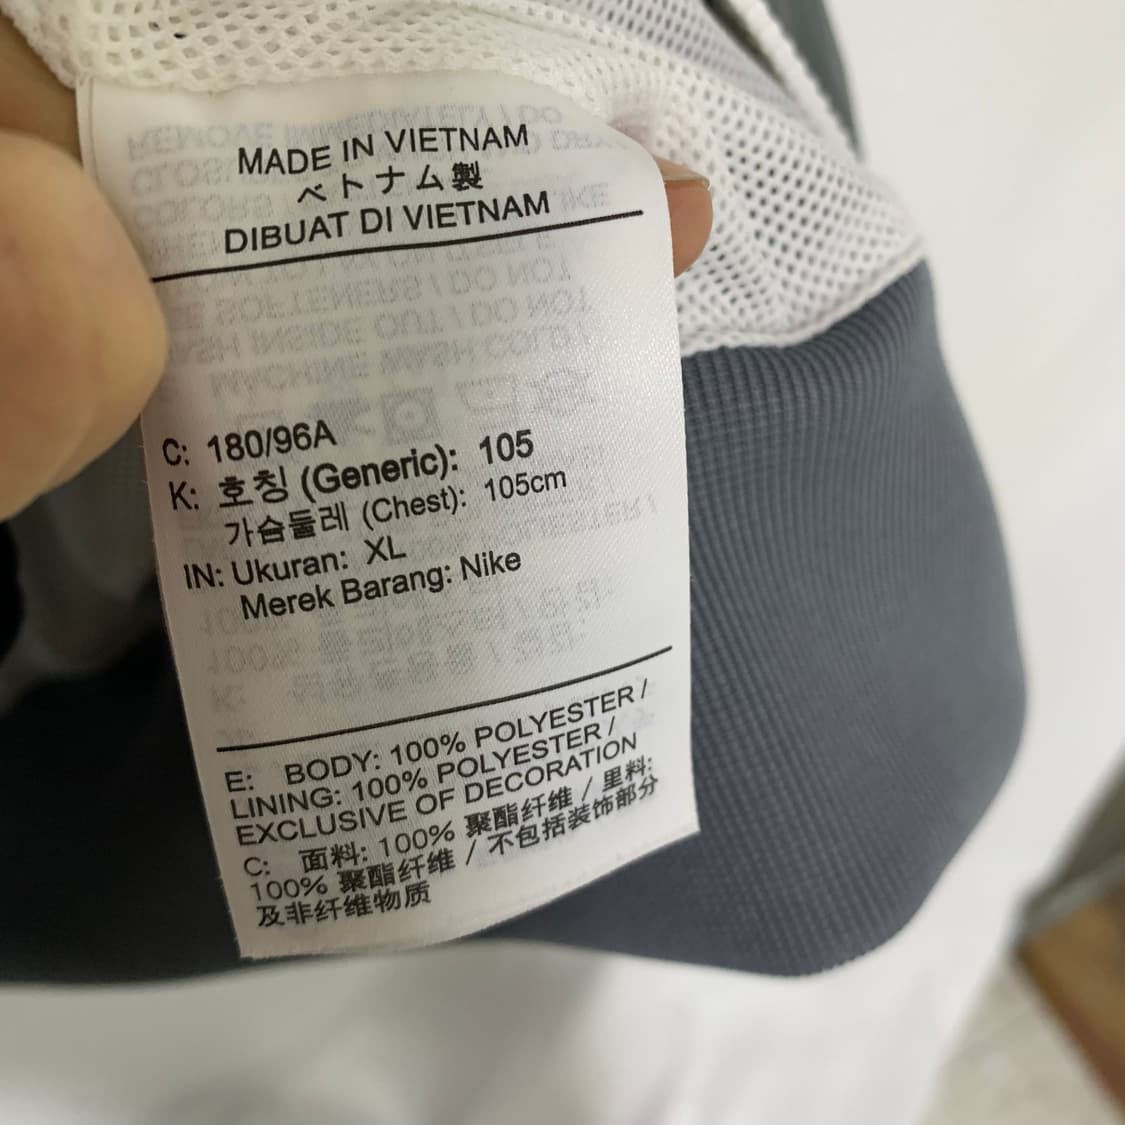 MADE IN VIETNAM
ベトナム製
DIBUAT DI VIETNAM
C: 180/96A
K: 호칭 (Generic): 105
가슴둘레 (Chest): 105cm
IN: Ukuran: XL
Merek Barang: Nike
E: BODY: 100% POLYESTER /
LINING: 100% POLYESTER /
EXCLUSIVE OF DECORATION
C: 面料: 100% 聚酯纤维 / 里料:
100% 聚酯纤维 / 不包括装饰部分
及非纤维物质